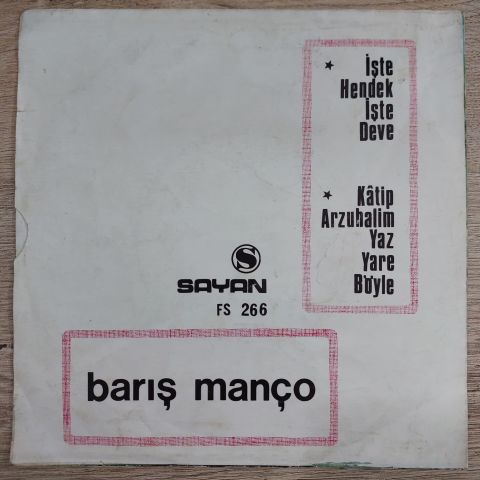 ★ İşte
Hendek
İşte
Deve
★ Kâtip
Arzuhalim
Yaz
Yare
Böyle
S
SAYAN
FS 266
barış manço